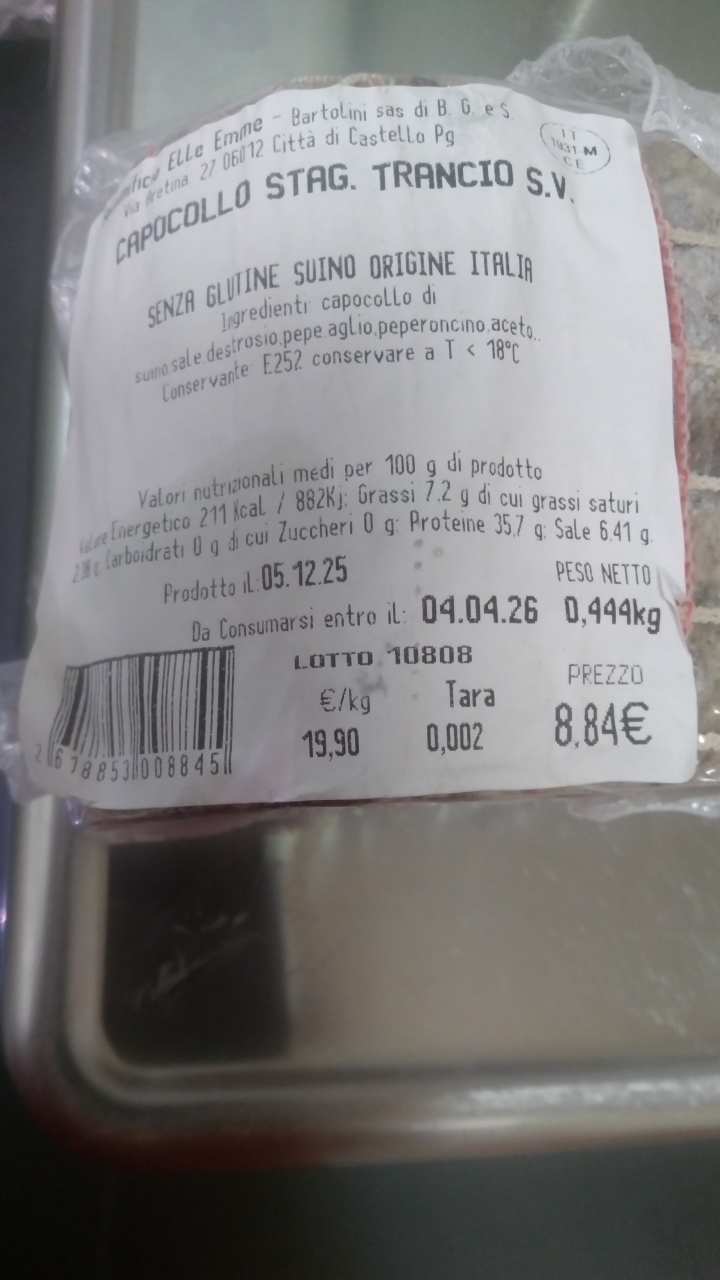 Elle Emme - Bartolini sas di B. G. e S.
Via Aretina 27 06012 Città di Castello Pg
IT
1931 M
CE
CAPOCOLLO STAG. TRANCIO S.V.
SENZA GLUTINE SUINO ORIGINE ITALIA
Ingredienti capocollo di
suino,sale,destrosio,pepe,aglio,peperoncino,aceto..
Conservante: E252 conservare a T < 18°C
Valori nutrizionali medi per 100 g di prodotto
Valore Energetico 211 Kcal / 882Kj: Grassi 7.2 g di cui grassi saturi
g: Carboidrati 0 g di cui Zuccheri 0 g: Proteine 35,7 g: Sale 6.41 g.
Prodotto il:05.12.25
PESO NETTO
Da Consumarsi entro il: 04.04.26 0,444kg
LOTTO 10808
€/kg Tara PREZZO
19,90 0,002 8,84€
2 678853 008845